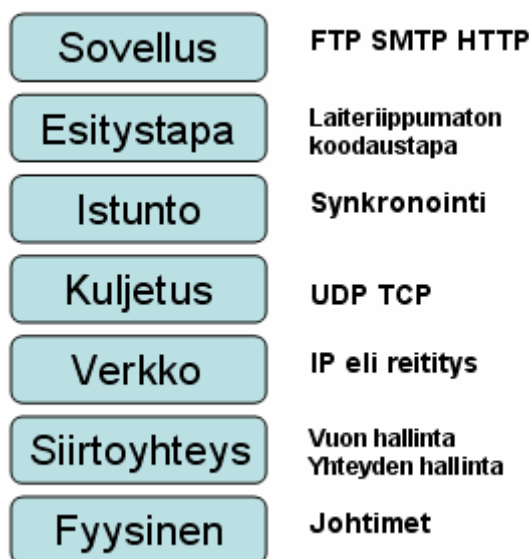 Sovellus
FTP SMTP HTTP
Esitystapa
Laiteriippumaton
koodaustapa
Istunto
Synkronointi
Kuljetus
UDP TCP
Verkko
IP eli reititys
Siirtoyhteys
Vuon hallinta
Yhteyden hallinta
Fyysinen
Johtimet